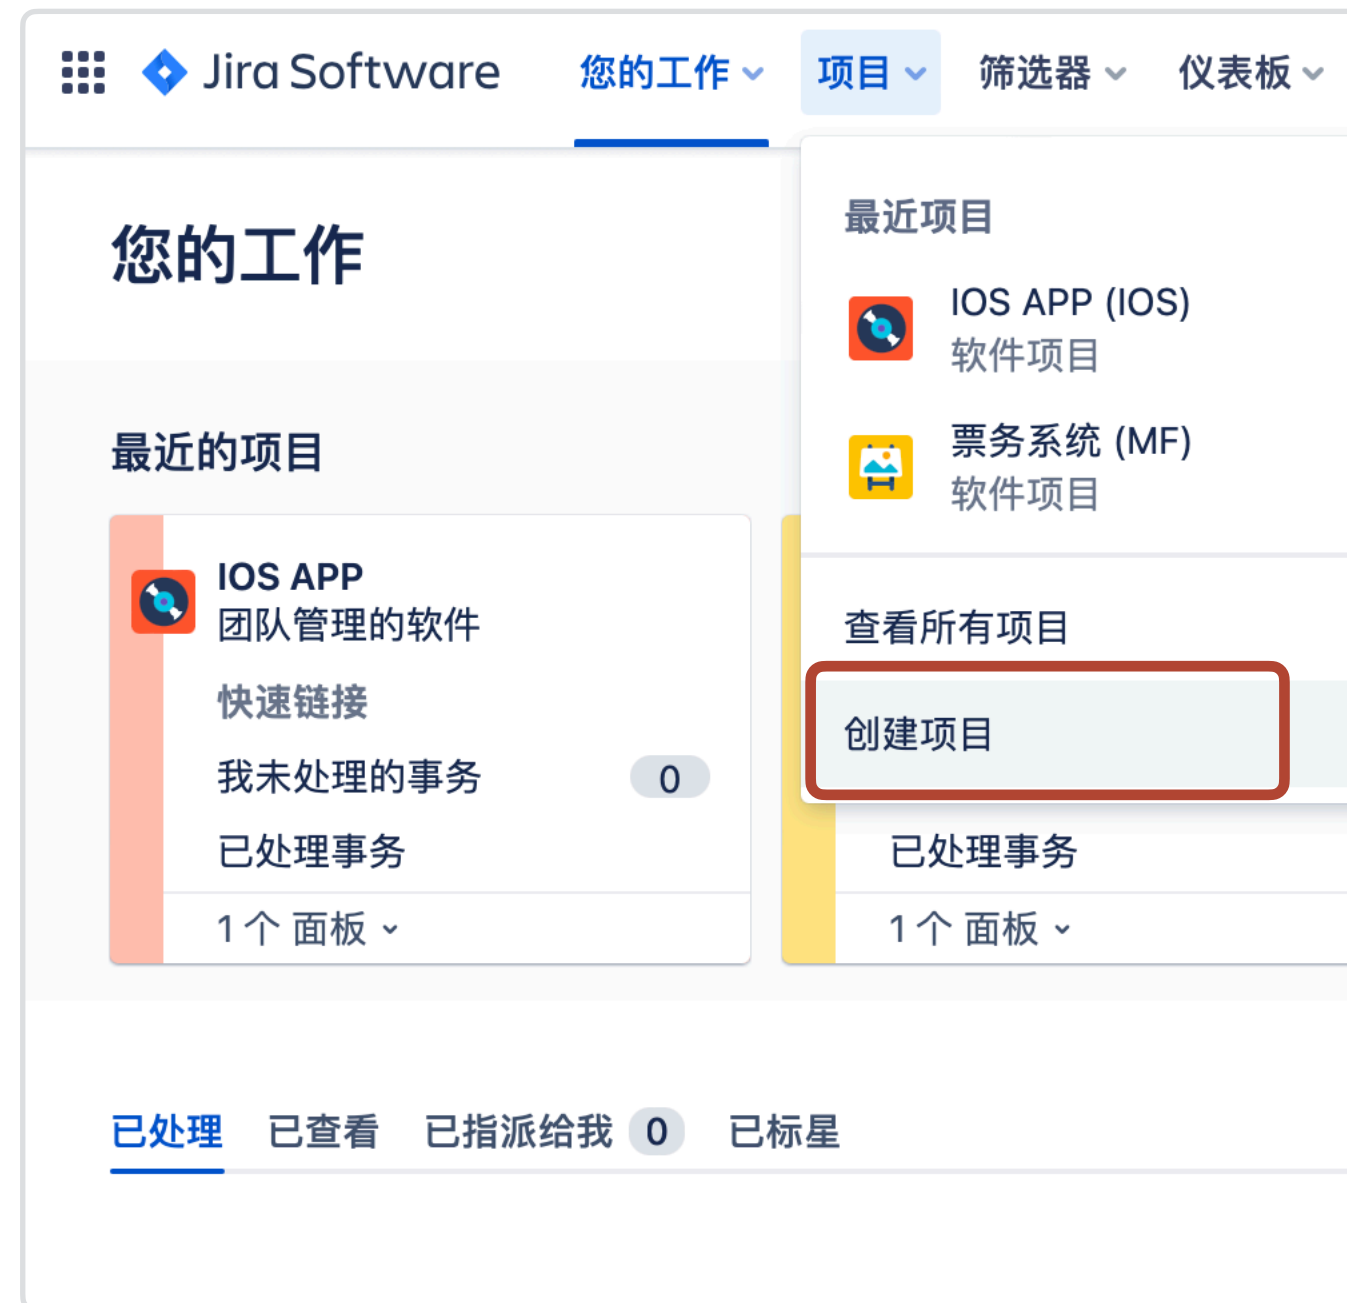 Jira Software 您的工作 项目 筛选器 仪表板
您的工作
最近项目
IOS APP (IOS)
软件项目
票务系统 (MF)
软件项目
查看所有项目
创建项目
最近的项目
IOS APP
团队管理的软件
快速链接
我未处理的事务 0
已处理事务
1 个 面板
已处理事务
1 个 面板
已处理 已查看 已指派给我 0 已标星